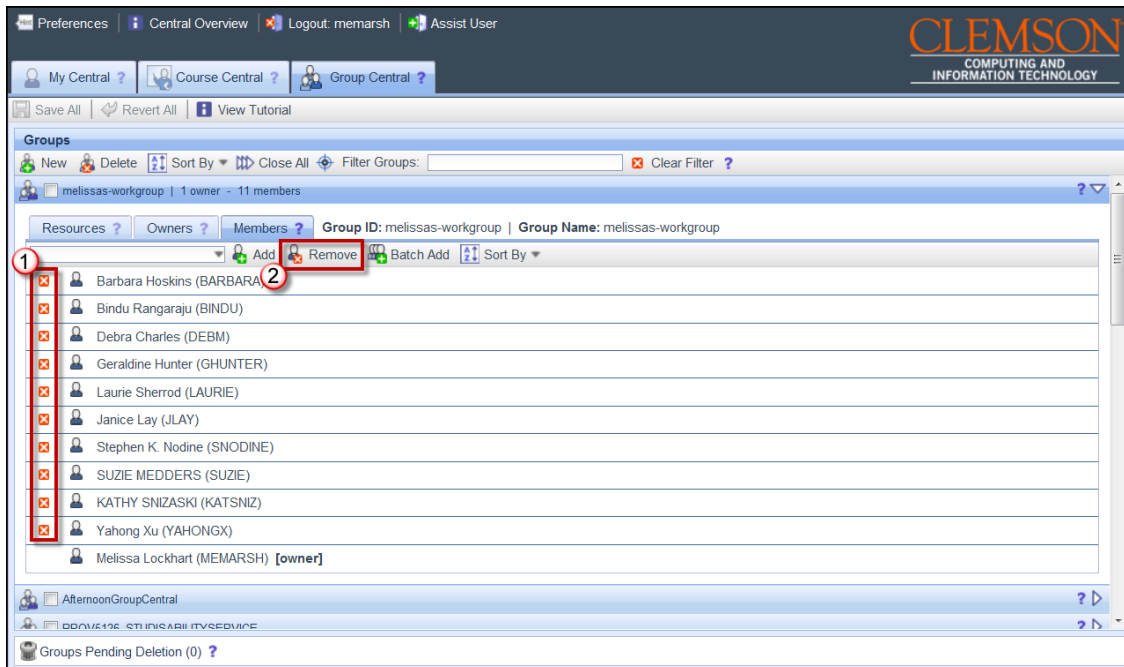 Preferences | Central Overview | Logout: memarsh | Assist User
CLEMSON
COMPUTING AND
INFORMATION TECHNOLOGY
My Central ? Course Central ? Group Central ?
Save All | Revert All | View Tutorial
Groups
New Delete Sort By Close All Filter Groups: Clear Filter ?
melissas-workgroup | 1 owner - 11 members ?
Resources ? Owners ? Members ? Group ID: melissas-workgroup | Group Name: melissas-workgroup
Add Remove Batch Add Sort By
1
2
Barbara Hoskins (BARBARA)
Bindu Rangaraju (BINDU)
Debra Charles (DEBM)
Geraldine Hunter (GHUNTER)
Laurie Sherrod (LAURIE)
Janice Lay (JLAY)
Stephen K. Nodine (SNODINE)
SUZIE MEDDERS (SUZIE)
KATHY SNIZASKI (KATSNIZ)
Yahong Xu (YAHONGX)
Melissa Lockhart (MEMARSH) [owner]
AfternoonGroupCentral ?
PROV5126_STUDISABILITYSERVICE ?
Groups Pending Deletion (0) ?